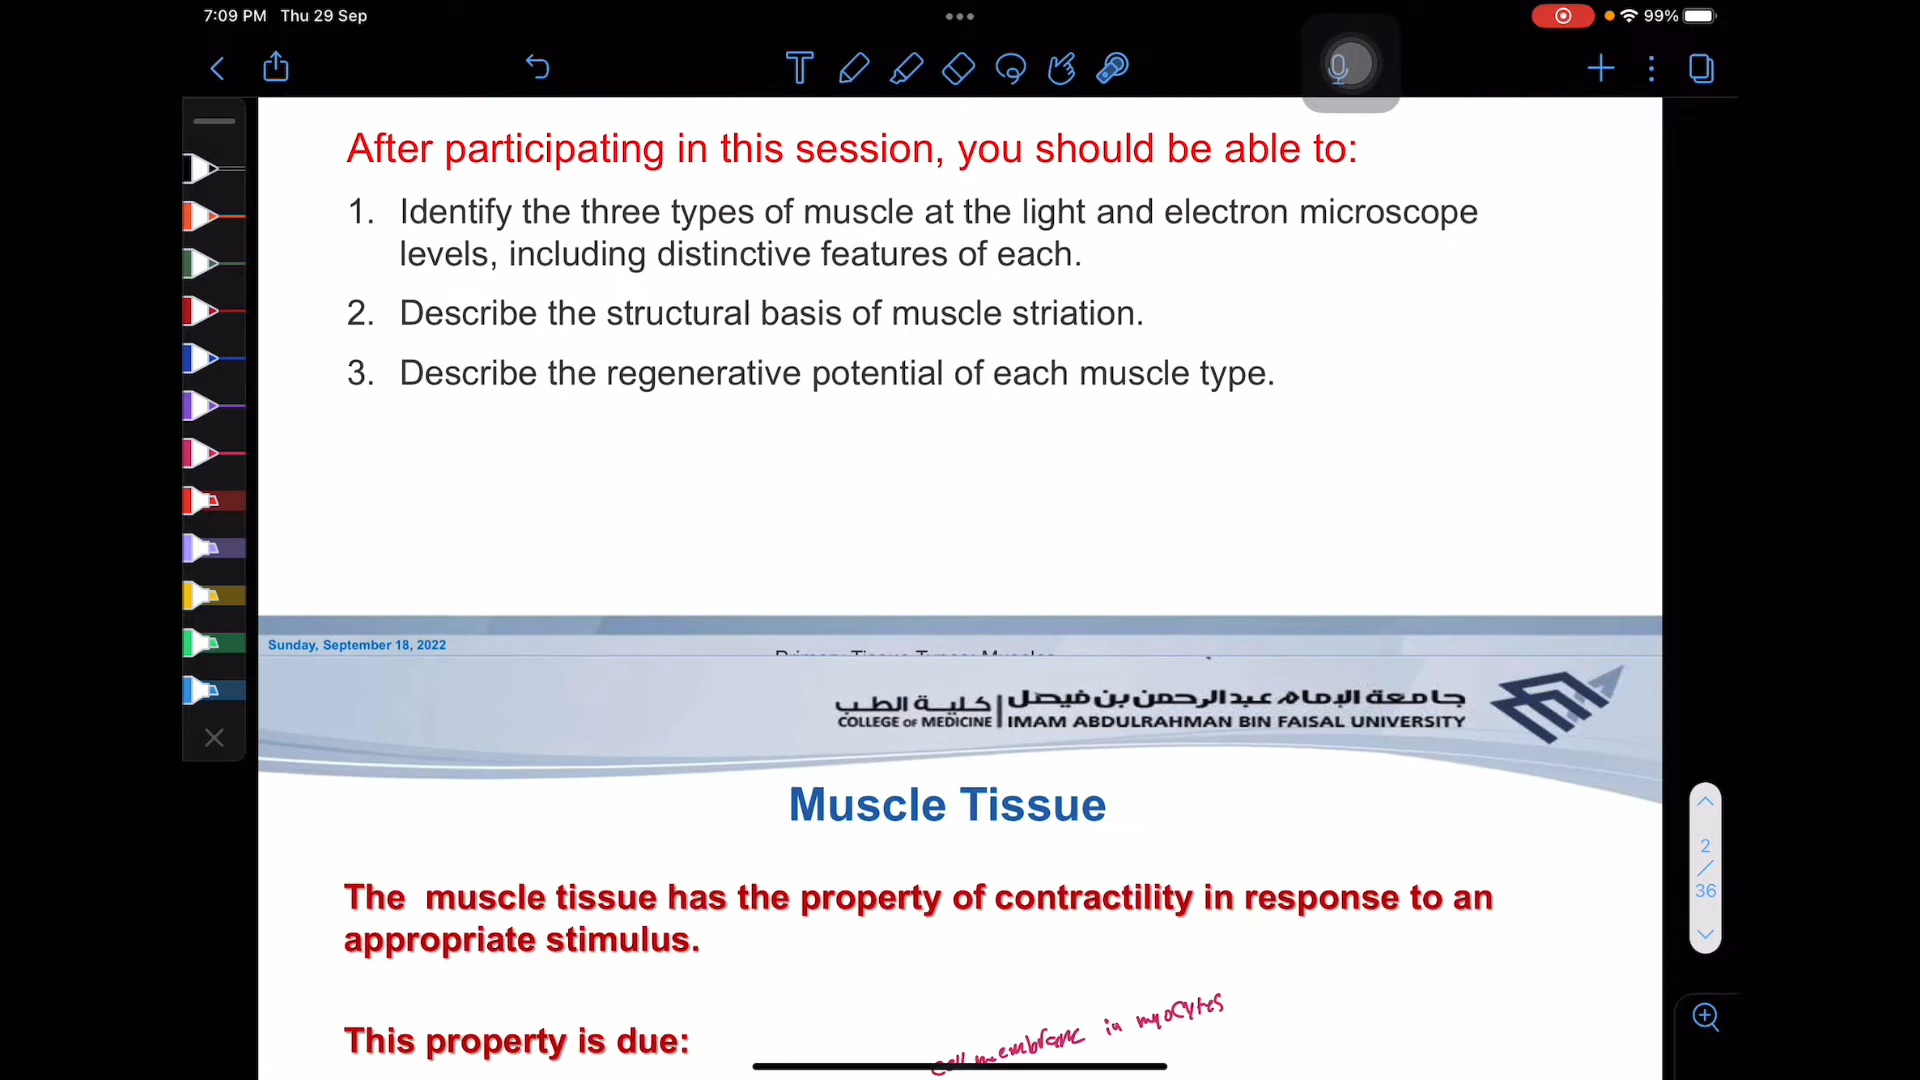 7:09 PM Thu 29 Sep
99%
After participating in this session, you should be able to:
1. Identify the three types of muscle at the light and electron microscope
levels, including distinctive features of each.
2. Describe the structural basis of muscle striation.
3. Describe the regenerative potential of each muscle type.
Sunday, September 18, 2022
Primary Tissue Types: Muscles
جامعة الإمام عبدالرحمن بن فيصل | كلية الطب
COLLEGE OF MEDICINE | IMAM ABDULRAHMAN BIN FAISAL UNIVERSITY
Muscle Tissue
2
/
36
The muscle tissue has the property of contractility in response to an
appropriate stimulus.
cell membrane in myocytes
This property is due: